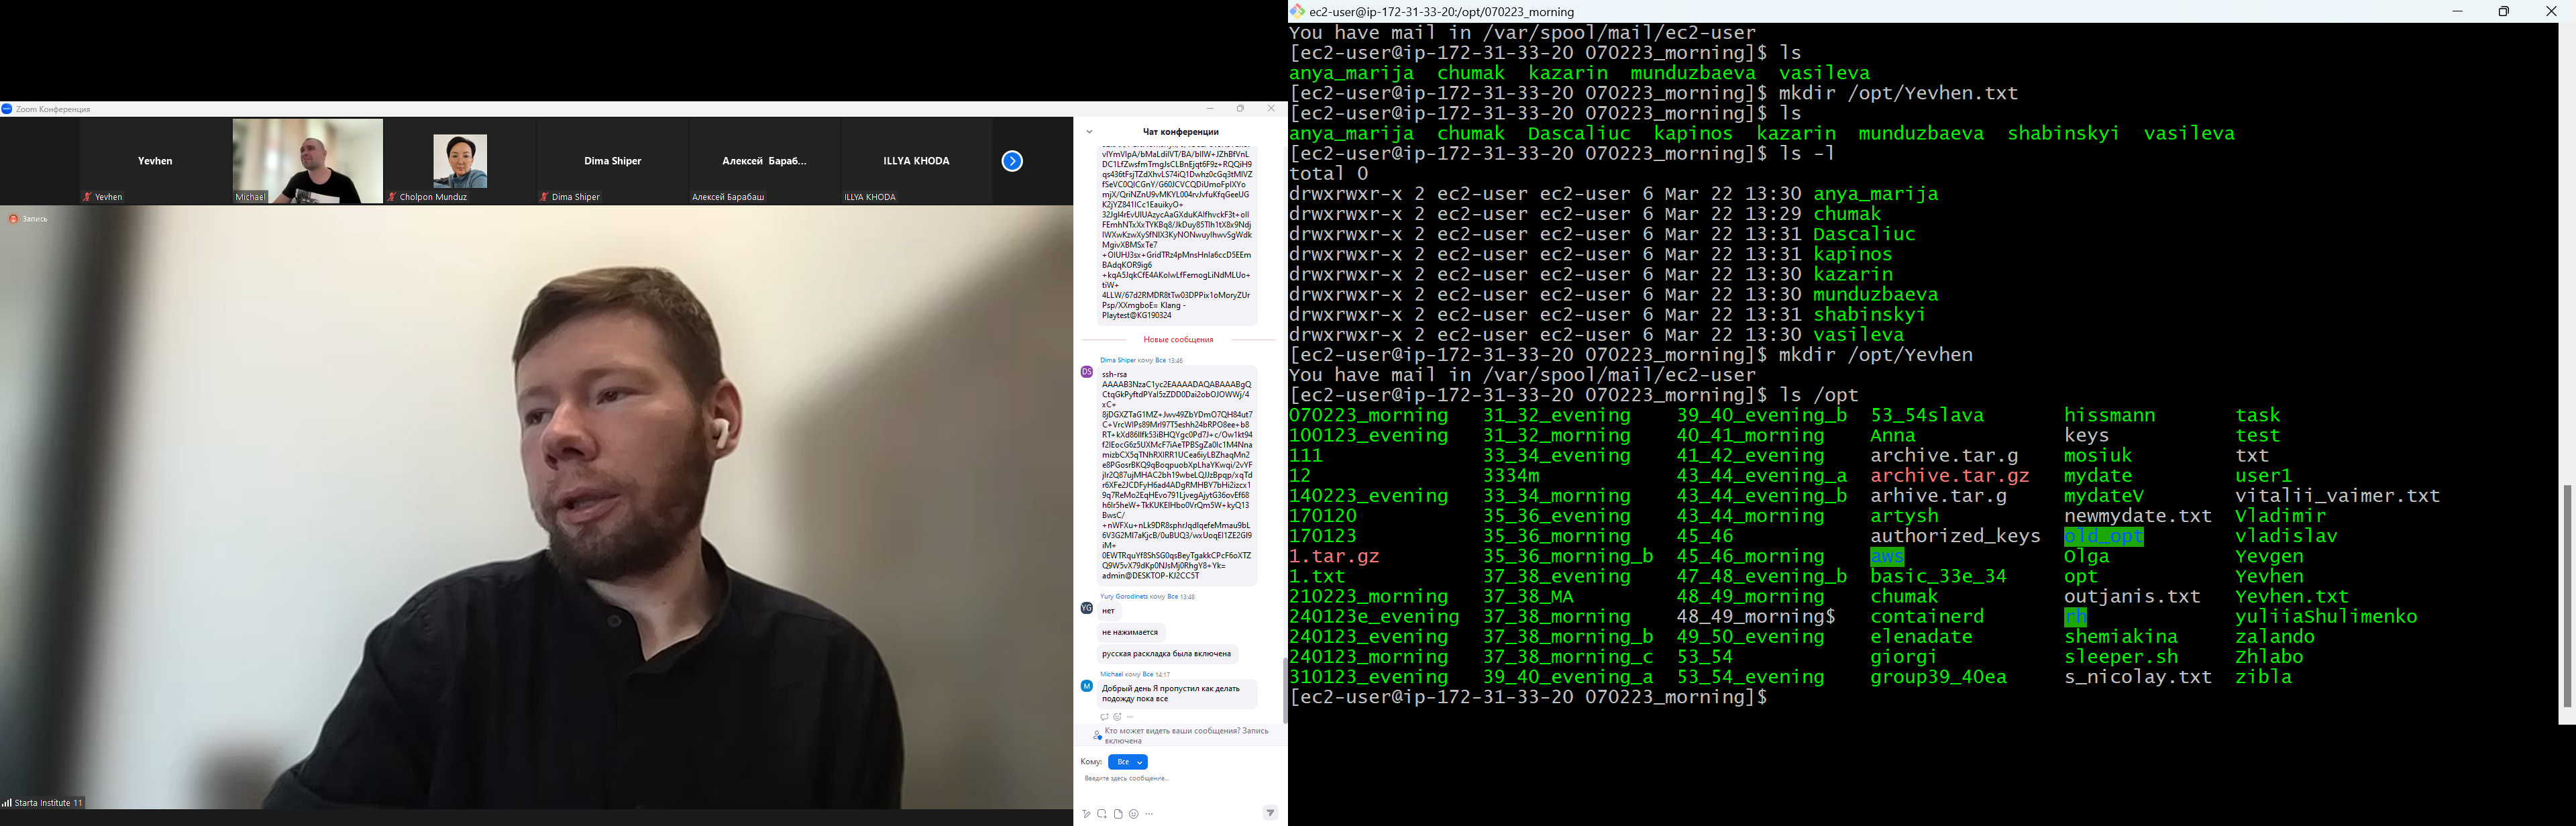 Zoom Конференция
Yevhen
Yevhen
Michael
Cholpon Munduz
Dima Shiper
Dima Shiper
Алексей Бараб...
Алексей Барабаш
ILLYA KHODA
ILLYA KHODA
Запись
Starta Institute 11
Чат конференции
Psp/XXmgboE= Klang -
Playtest@KG190324
Новые сообщения
Dima Shiper кому Все 13:46
DS
ssh-rsa
admin@DESKTOP-KJ2CC5T
Yury Gorodinets кому Все 13:48
YG
нет
не нажимается
русская раскладка была включена
Michael кому Все 14:17
M
Добрый день Я пропустил как делать
подожду пока все
Кто может видеть ваши сообщения? Запись
включена
Кому: Все
Введите здесь сообщение...
ec2-user@ip-172-31-33-20:/opt/070223_morning
You have mail in /var/spool/mail/ec2-user
[ec2-user@ip-172-31-33-20 070223_morning]$ ls
anya_marija chumak kazarin munduzbaeva vasileva
[ec2-user@ip-172-31-33-20 070223_morning]$ mkdir /opt/Yevhen.txt
[ec2-user@ip-172-31-33-20 070223_morning]$ ls
anya_marija chumak Dascaliuc kapinos kazarin munduzbaeva shabinskyi vasileva
[ec2-user@ip-172-31-33-20 070223_morning]$ ls -l
total 0
drwxrwxr-x 2 ec2-user ec2-user 6 Mar 22 13:30 anya_marija
drwxrwxr-x 2 ec2-user ec2-user 6 Mar 22 13:29 chumak
drwxrwxr-x 2 ec2-user ec2-user 6 Mar 22 13:31 Dascaliuc
drwxrwxr-x 2 ec2-user ec2-user 6 Mar 22 13:31 kapinos
drwxrwxr-x 2 ec2-user ec2-user 6 Mar 22 13:30 kazarin
drwxrwxr-x 2 ec2-user ec2-user 6 Mar 22 13:30 munduzbaeva
drwxrwxr-x 2 ec2-user ec2-user 6 Mar 22 13:31 shabinskyi
drwxrwxr-x 2 ec2-user ec2-user 6 Mar 22 13:30 vasileva
[ec2-user@ip-172-31-33-20 070223_morning]$ mkdir /opt/Yevhen
You have mail in /var/spool/mail/ec2-user
[ec2-user@ip-172-31-33-20 070223_morning]$ ls /opt
070223_morning 31_32_evening 39_40_evening_b 53_54slava hissmann task
100123_evening 31_32_morning 40_41_morning Anna keys test
111 33_34_evening 41_42_evening archive.tar.g mosiuk txt
12 3334m 43_44_evening_a archive.tar.gz mydate user1
140223_evening 33_34_morning 43_44_evening_b arhive.tar.g mydateV vitalii_vaimer.txt
170120 35_36_evening 43_44_morning artysh newmydate.txt Vladimir
170123 35_36_morning 45_46 authorized_keys old_opt vladislav
1.tar.gz 35_36_morning_b 45_46_morning aws Olga Yevgen
1.txt 37_38_evening 47_48_evening_b basic_33e_34 opt Yevhen
210223_morning 37_38_MA 48_49_morning chumak outjanis.txt Yevhen.txt
240123e_evening 37_38_morning 48_49_morning$ containerd rh yuliiaShulimenko
240123_evening 37_38_morning_b 49_50_evening elenadate shemiakina zalando
240123_morning 37_38_morning_c 53_54 giorgi sleeper.sh Zhlabo
310123_evening 39_40_evening_a 53_54_evening group39_40ea s_nicolay.txt zibla
[ec2-user@ip-172-31-33-20 070223_morning]$